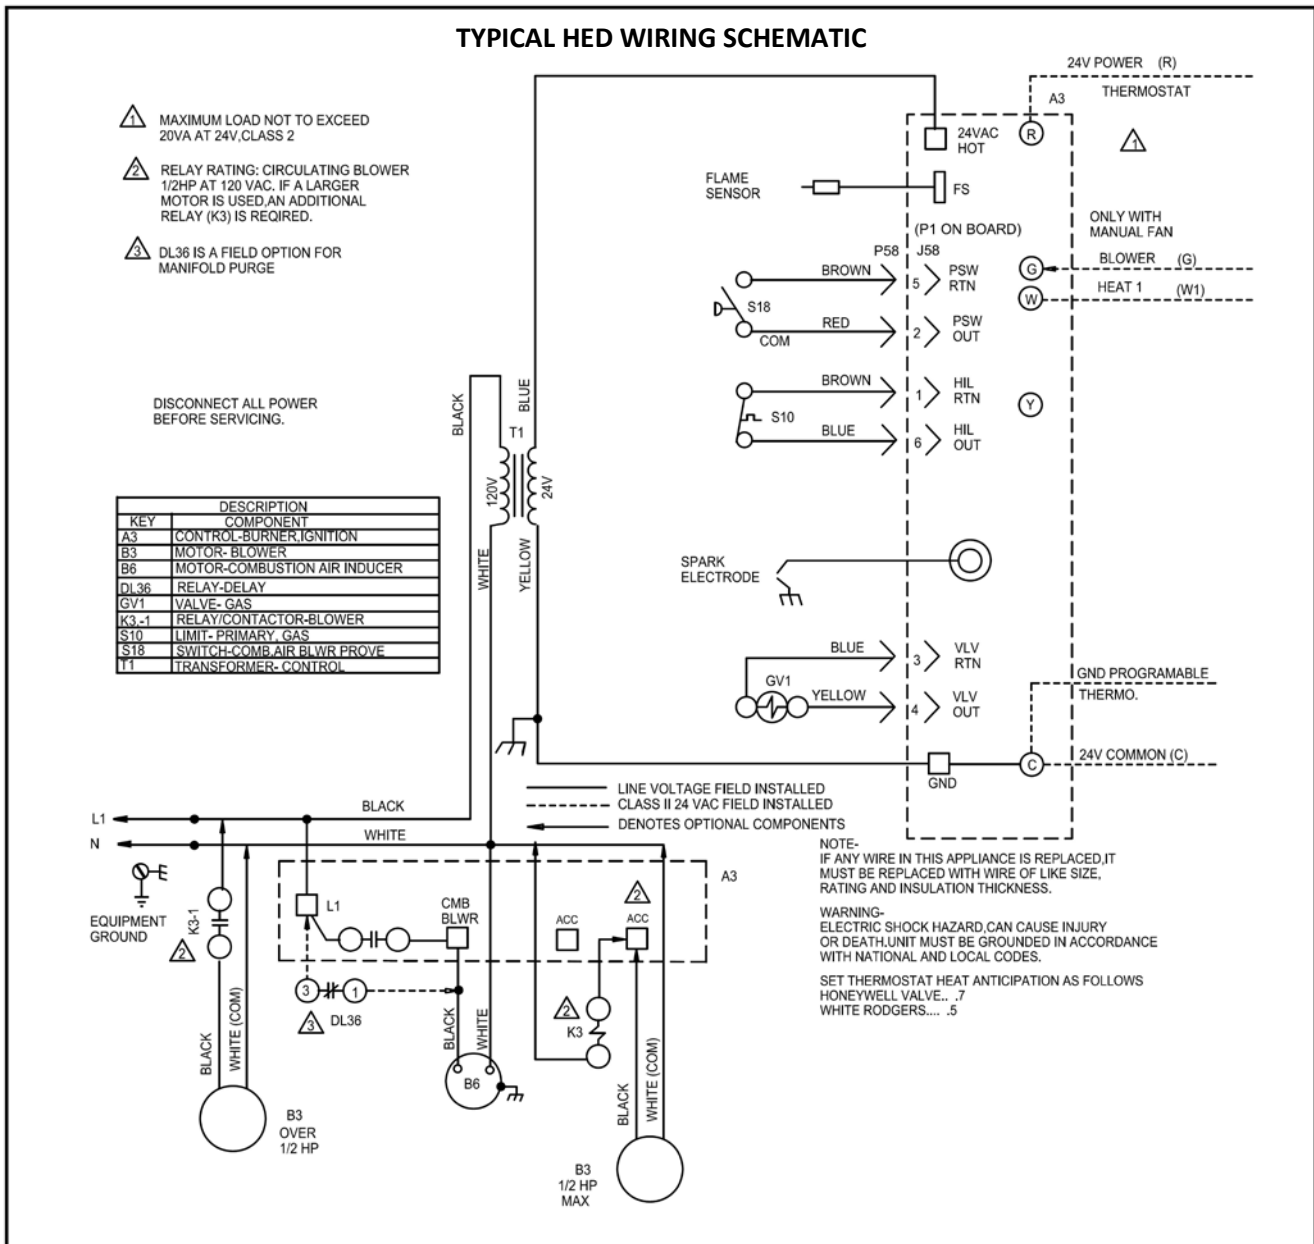 TYPICAL HED WIRING SCHEMATIC
24V POWER (R)
THERMOSTAT
A3
1
1 MAXIMUM LOAD NOT TO EXCEED
20VA AT 24V,CLASS 2
2 RELAY RATING: CIRCULATING BLOWER
1/2HP AT 120 VAC. IF A LARGER
MOTOR IS USED,AN ADDITIONAL
RELAY (K3) IS REQIRED.
3 DL36 IS A FIELD OPTION FOR
MANIFOLD PURGE
24VAC
HOT
R
FLAME
SENSOR
FS
(P1 ON BOARD)
P58 J58
ONLY WITH
MANUAL FAN
BLOWER (G)
G
HEAT 1 (W1)
W
BROWN
5
PSW
RTN
S18
RED
COM
2
PSW
OUT
BROWN
1
HIL
RTN
S10
BLUE
6
HIL
OUT
Y
DISCONNECT ALL POWER
BEFORE SERVICING.
BLACK
BLUE
T1
120V
24V
WHITE
YELLOW
DESCRIPTION
KEY COMPONENT
A3 CONTROL-BURNER,IGNITION
B3 MOTOR- BLOWER
B6 MOTOR-COMBUSTION AIR INDUCER
DL36 RELAY-DELAY
GV1 VALVE- GAS
K3,-1 RELAY/CONTACTOR-BLOWER
S10 LIMIT- PRIMARY, GAS
S18 SWITCH-COMB.AIR BLWR PROVE
T1 TRANSFORMER- CONTROL
SPARK
ELECTRODE
BLUE
3
VLV
RTN
GV1
YELLOW
4
VLV
OUT
GND PROGRAMABLE
THERMO.
24V COMMON (C)
C
GND
LINE VOLTAGE FIELD INSTALLED
CLASS II 24 VAC FIELD INSTALLED
DENOTES OPTIONAL COMPONENTS
L1
BLACK
N
WHITE
NOTE-
IF ANY WIRE IN THIS APPLIANCE IS REPLACED,IT
MUST BE REPLACED WITH WIRE OF LIKE SIZE,
RATING AND INSULATION THICKNESS.
WARNING-
ELECTRIC SHOCK HAZARD,CAN CAUSE INJURY
OR DEATH.UNIT MUST BE GROUNDED IN ACCORDANCE
WITH NATIONAL AND LOCAL CODES.
SET THERMOSTAT HEAT ANTICIPATION AS FOLLOWS
HONEYWELL VALVE.. .7
WHITE RODGERS.... .5
EQUIPMENT
GROUND
K3-1
2
L1
CMB
BLWR
ACC
2
ACC
A3
3
1
3
DL36
2
K3
BLACK
WHITE (COM)
BLACK
WHITE
B6
BLACK
WHITE (COM)
B3
OVER
1/2 HP
B3
1/2 HP
MAX